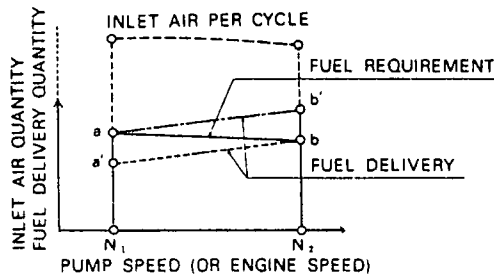 INLET AIR PER CYCLE
FUEL REQUIREMENT
b'
a
b
a'
FUEL DELIVERY
INLET AIR QUANTITY
FUEL DELIVERY QUANTITY
N₁ N₂
PUMP SPEED (OR ENGINE SPEED)